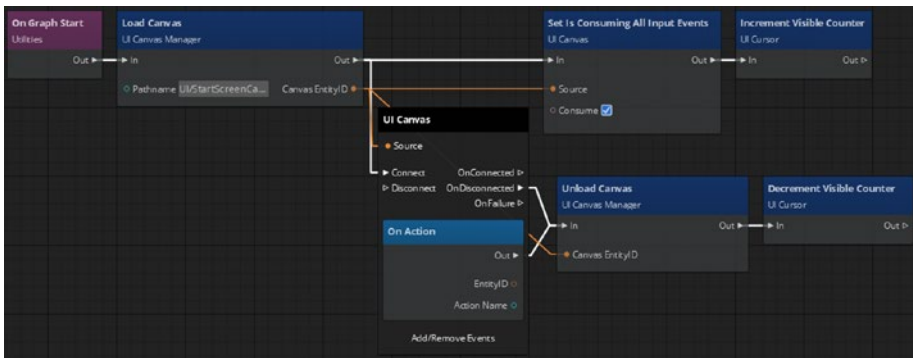 On Graph Start
Utilities
Out
Load Canvas
UI Canvas Manager
In Out
Pathname UI/StartScreenCa... Canvas EntityID
Set Is Consuming All Input Events
UI Canvas
In Out
Source
Consume
Increment Visible Counter
UI Cursor
In Out
UI Canvas
Source
Connect OnConnected
Disconnect OnDisconnected
OnFailure
On Action
Out
EntityID
Action Name
Add/Remove Events
Unload Canvas
UI Canvas Manager
In Out
Canvas EntityID
Decrement Visible Counter
UI Cursor
In Out